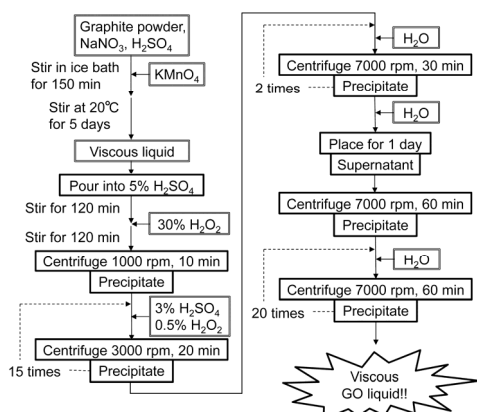 Graphite powder,
NaNO₃, H₂SO₄
Stir in ice bath
for 150 min
KMnO₄
Stir at 20℃
for 5 days
Viscous liquid
Pour into 5% H₂SO₄
Stir for 120 min
30% H₂O₂
Stir for 120 min
Centrifuge 1000 rpm, 10 min
Precipitate
3% H₂SO₄
0.5% H₂O₂
Centrifuge 3000 rpm, 20 min
15 times
Precipitate
H₂O
Centrifuge 7000 rpm, 30 min
2 times
Precipitate
H₂O
Place for 1 day
Supernatant
Centrifuge 7000 rpm, 60 min
Precipitate
H₂O
Centrifuge 7000 rpm, 60 min
20 times
Precipitate
Viscous
GO liquid!!